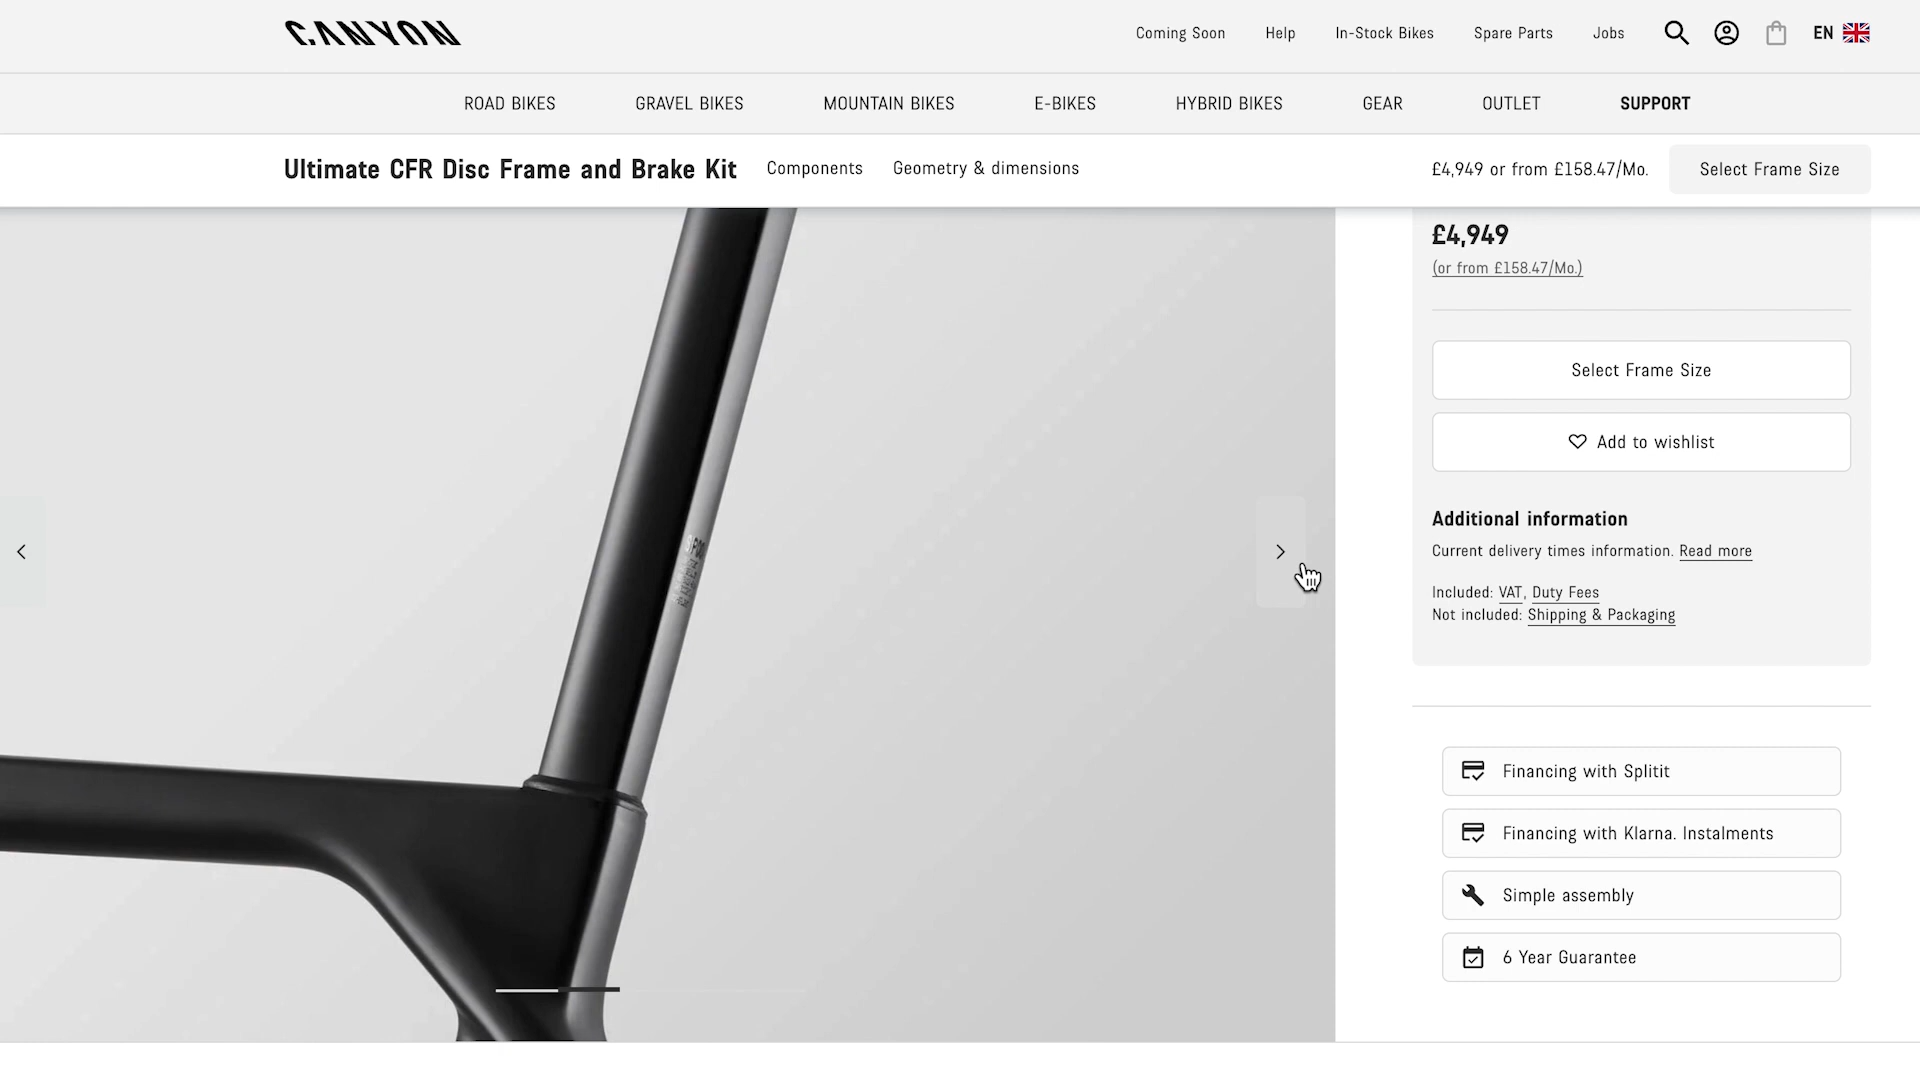 CANYON
Coming Soon
Help
In-Stock Bikes
Spare Parts
Jobs
EN
ROAD BIKES
GRAVEL BIKES
MOUNTAIN BIKES
E-BIKES
HYBRID BIKES
GEAR
OUTLET
SUPPORT
Ultimate CFR Disc Frame and Brake Kit
Components
Geometry & dimensions
£4,949 or from £158.47/Mo.
Select Frame Size
£4,949
(or from £158.47/Mo.)
Select Frame Size
Add to wishlist
Additional information
Current delivery times information. Read more
Included: VAT, Duty Fees
Not included: Shipping & Packaging
Financing with Splitit
Financing with Klarna. Instalments
Simple assembly
6 Year Guarantee